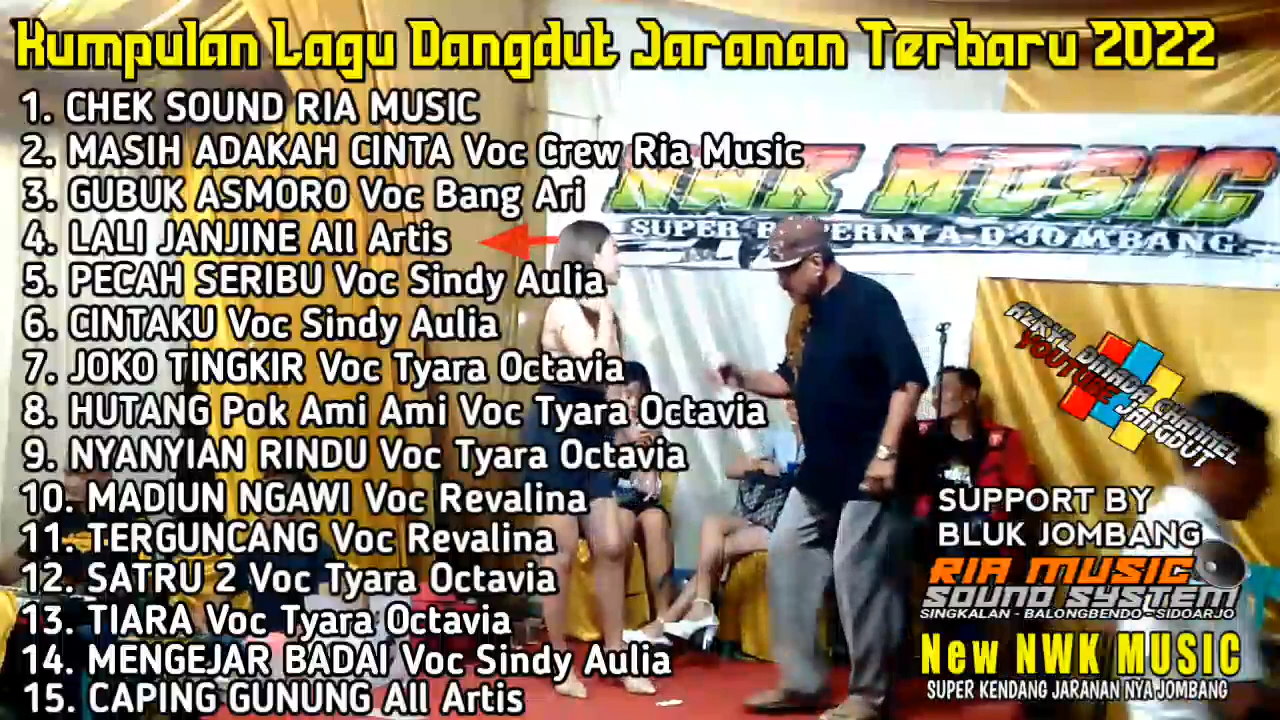 Kumpulan Lagu Dangdut Jaranan Terbaru 2022
1. CHEK SOUND RIA MUSIC
2. MASIH ADAKAH CINTA Voc Crew Ria Music
3. GUBUK ASMORO Voc Bang Ari
4. LALI JANJINE All Artis
5. PECAH SERIBU Voc Sindy Aulia
6. CINTAKU Voc Sindy Aulia
7. JOKO TINGKIR Voc Tyara Octavia
8. HUTANG Pok Ami Ami Voc Tyara Octavia
9. NYANYIAN RINDU Voc Tyara Octavia
10. MADIUN NGAWI Voc Revalina
11. TERGUNCANG Voc Revalina
12. SATRU 2 Voc Tyara Octavia
13. TIARA Voc Tyara Octavia
14. MENGEJAR BADAI Voc Sindy Aulia
15. CAPING GUNUNG All Artis
NWK MUSIC
SUPER D'JOMBANG
CHANNEL
YOUTUBE JANGDUT
SUPPORT BY
BLUK JOMBANG
RIA MUSIC
SOUND SYSTEM
SINGKALAN - BALONGBENDO - SIDOARJO
New NWK MUSIC
SUPER KENDANG JARANAN NYA JOMBANG